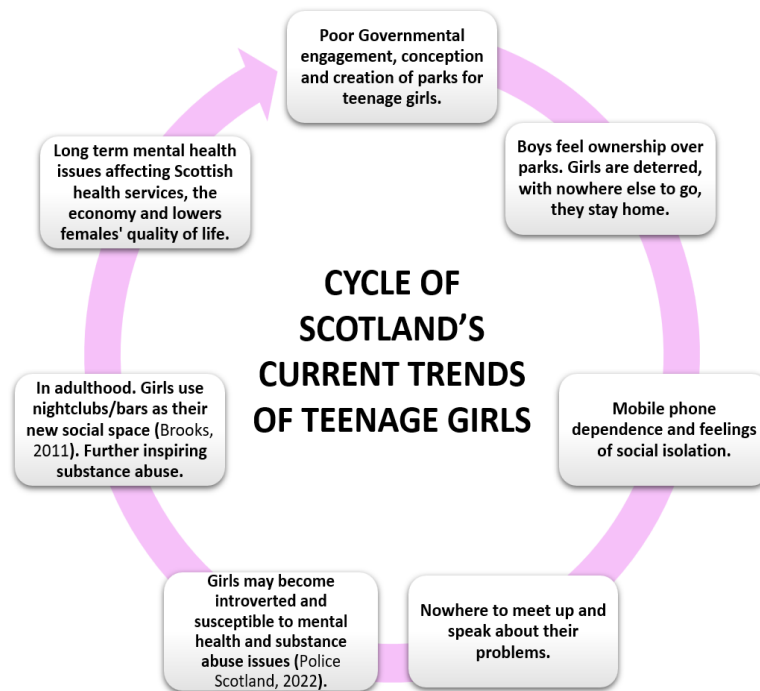 Poor Governmental
engagement, conception
and creation of parks for
teenage girls.
Boys feel ownership over
parks. Girls are deterred,
with nowhere else to go,
they stay home.
Mobile phone
dependence and feelings
of social isolation.
Nowhere to meet up and
speak about their
problems.
Girls may become
introverted and
susceptible to mental
health and substance
abuse issues (Police
Scotland, 2022).
In adulthood. Girls use
nightclubs/bars as their
new social space (Brooks,
2011). Further inspiring
substance abuse.
Long term mental health
issues affecting Scottish
health services, the
economy and lowers
females' quality of life.
CYCLE OF
SCOTLAND’S
CURRENT TRENDS
OF TEENAGE GIRLS